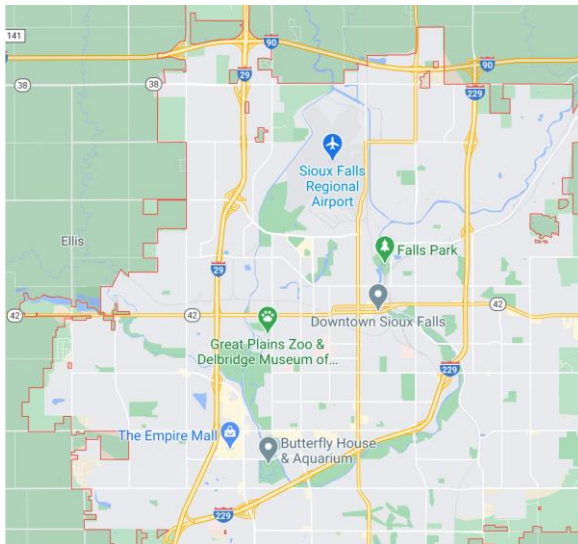 141
90
29
90
38
38
229
Sioux Falls
Regional
Airport
Ellis
Falls Park
29
42
42
42
Downtown Sioux Falls
Great Plains Zoo &
Delbridge Museum of...
229
The Empire Mall
Butterfly House
& Aquarium
229